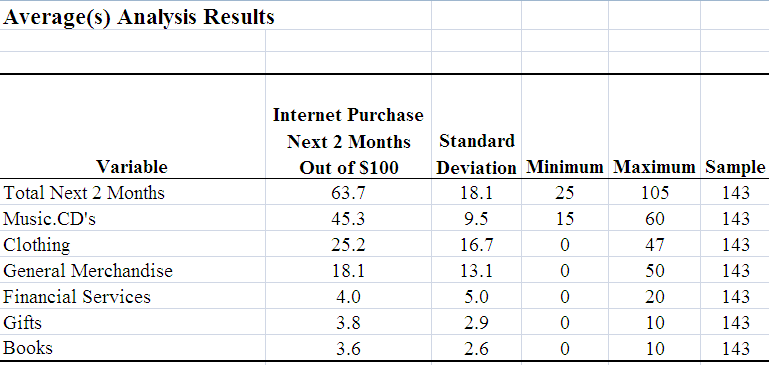 Average(s) Analysis Results
Internet Purchase
Next 2 Months Standard
Variable Out of $100 Deviation Minimum Maximum Sample
Total Next 2 Months 63.7 18.1 25 105 143
Music.CD's 45.3 9.5 15 60 143
Clothing 25.2 16.7 0 47 143
General Merchandise 18.1 13.1 0 50 143
Financial Services 4.0 5.0 0 20 143
Gifts 3.8 2.9 0 10 143
Books 3.6 2.6 0 10 143